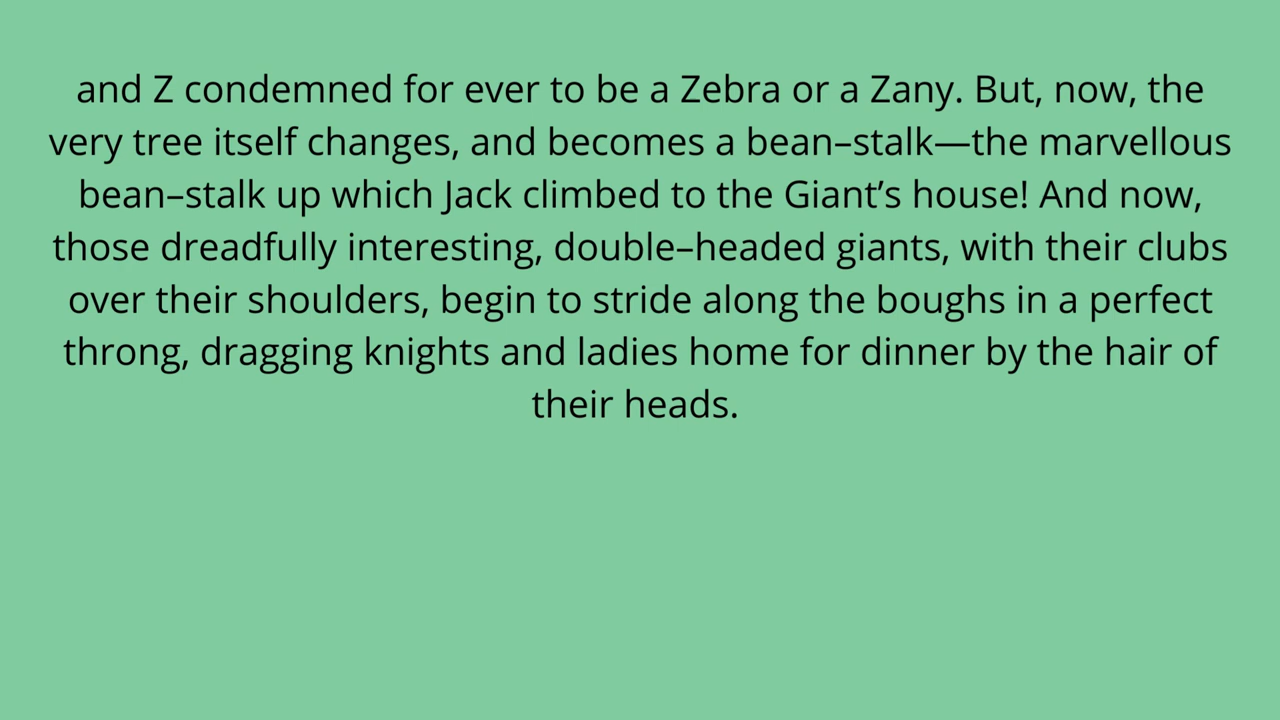 and Z condemned for ever to be a Zebra or a Zany. But, now, the
very tree itself changes, and becomes a bean–stalk—the marvellous
bean–stalk up which Jack climbed to the Giant’s house! And now,
those dreadfully interesting, double–headed giants, with their clubs
over their shoulders, begin to stride along the boughs in a perfect
throng, dragging knights and ladies home for dinner by the hair of
their heads.